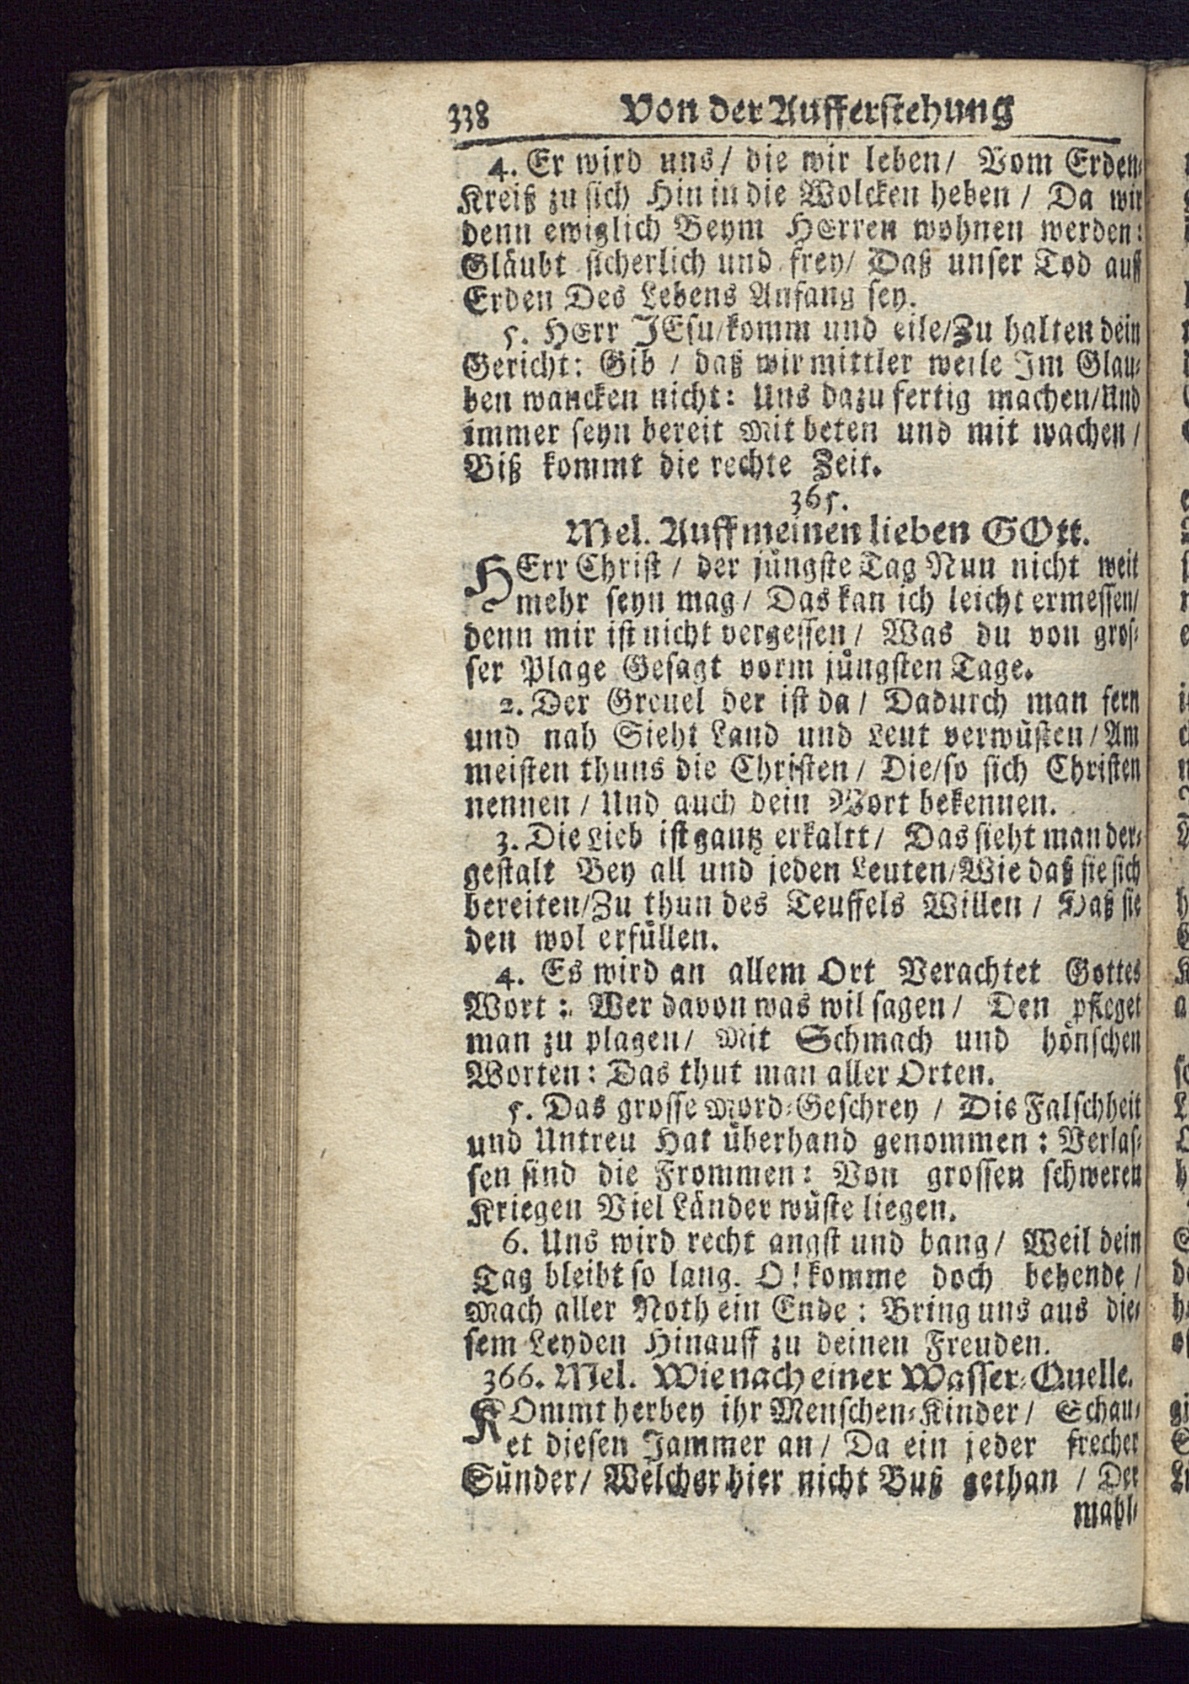 338 Von der Aufferstehung
4. Er wird uns/ die wir leben/ Vom Erden-
Kreiß zu sich Hin in die Wolcken heben / Da wir
denn ewiglich Beym HErren wohnen werden:
Gläubt sicherlich und frey/ Daß unser Tod auff
Erden Des Lebens Anfang sey.
5. HErr JEsu/komm und eile/Zu halten dein
Gericht: Gib / daß wir mittler weile Im Glau-
ben wancken nicht: Uns dazu fertig machen/Und
immer seyn bereit Mit beten und mit wachen/
Biß kommt die rechte Zeit.
365.
Mel. Auff meinen lieben GOtt.
HErr Christ / der jüngste Tag Nun nicht weit
mehr seyn mag/ Das kan ich leicht ermessen/
denn mir ist nicht vergessen/ Was du von gros-
ser Plage Gesagt vorm jüngsten Tage.
2. Der Greuel der ist da/ Dadurch man fern
und nah Sieht Land und Leut verwüsten/Am
meisten thuns die Christen/ Die/so sich Christen
nennen / Und auch dein Wort bekennen.
3. Die Lieb ist gantz erkaltt/ Das sieht man der-
gestalt Bey all und jeden Leuten/Wie daß sie sich
bereiten/Zu thun des Teuffels Willen / Daß sie
den wol erfüllen.
4. Es wird an allem Ort Verachtet Gottes
Wort: Wer davon was wil sagen/ Den pfleget
man zu plagen/ Mit Schmach und hönschen
Worten: Das thut man aller Orten.
5. Das grosse Mord-Geschrey / Die Falschheit
und Untreu Hat überhand genommen: Verlas-
sen sind die Frommen: Von grossen schweren
Kriegen Viel Länder wüste liegen.
6. Uns wird recht angst und bang/ Weil dein
Tag bleibt so lang. O! komme doch behende/
Mach aller Noth ein Ende: Bring uns aus die-
sem Leyden Hinauff zu deinen Freuden.
366. Mel. Wie nach einer Wasser-Quelle.
KOmmt herbey ihr Menschen-Kinder/ Schau-
et diesen Jammer an/ Da ein jeder frecher
Sünder/ Welcher hier nicht Buß gethan / Der
mahl-